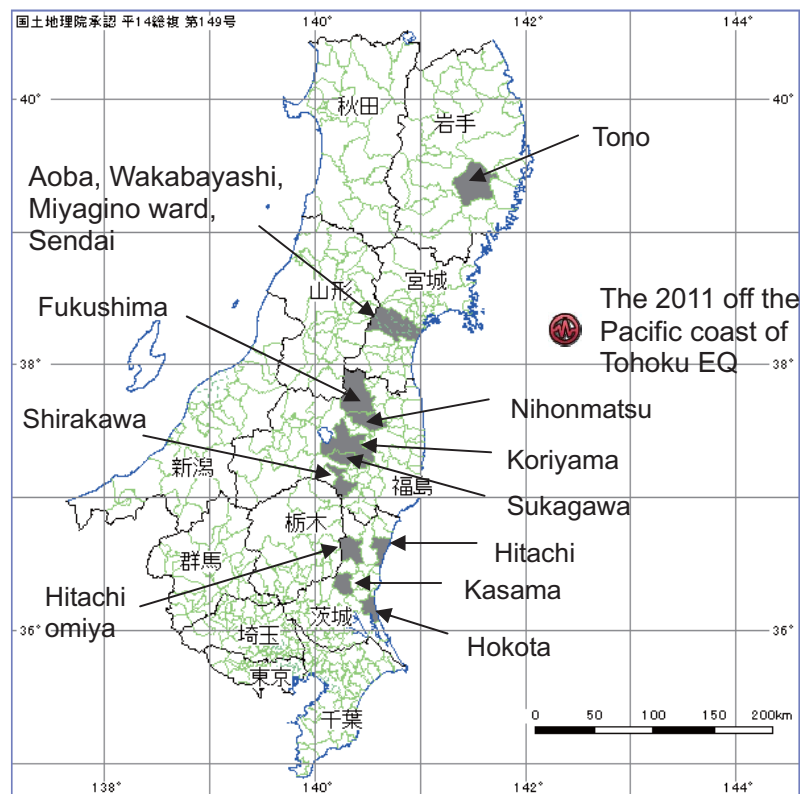 国土地理院承認 平14総複 第149号
140°
142°
144°
40°
40°
秋田
岩手
Tono
Aoba, Wakabayashi,
Miyagino ward,
Sendai
山形
宮城
The 2011 off the
Pacific coast of
Tohoku EQ
Fukushima
38°
38°
Nihonmatsu
Shirakawa
Koriyama
新潟
福島
Sukagawa
栃木
Hitachi
群馬
Kasama
Hitachi
omiya
茨城
36°
36°
埼玉
Hokota
東京
千葉
0 50 100 150 200km
138°
140°
142°
144°